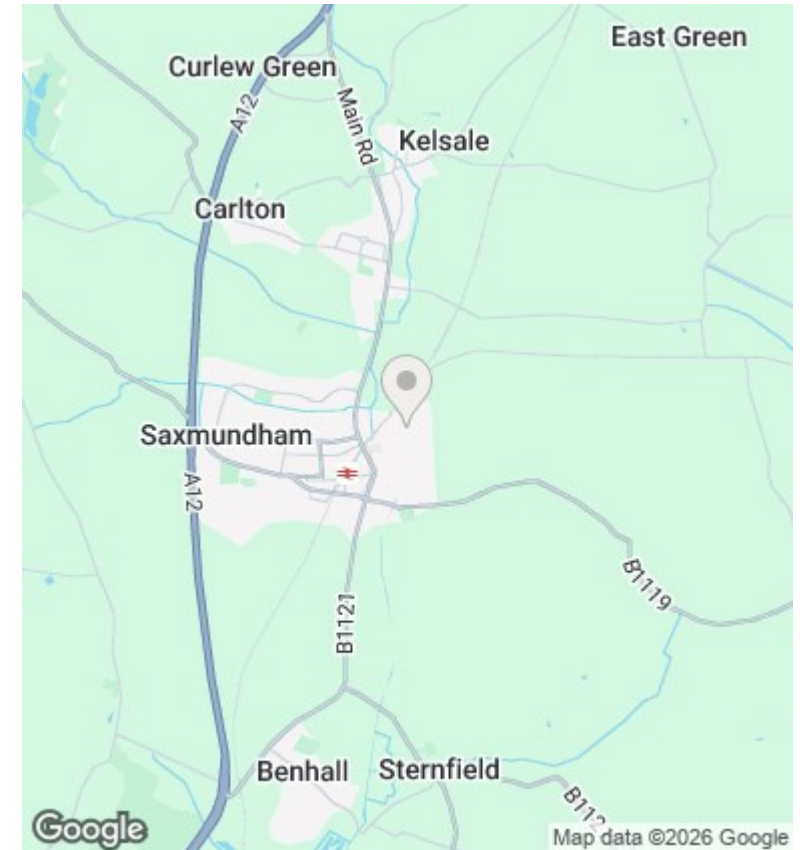 East Green
Curlew Green
A12
Main Rd
Kelsale
Carlton
Saxmundham
A12
B1119
B1121
Benhall
Sternfield
B112
Google
Map data ©2026 Google